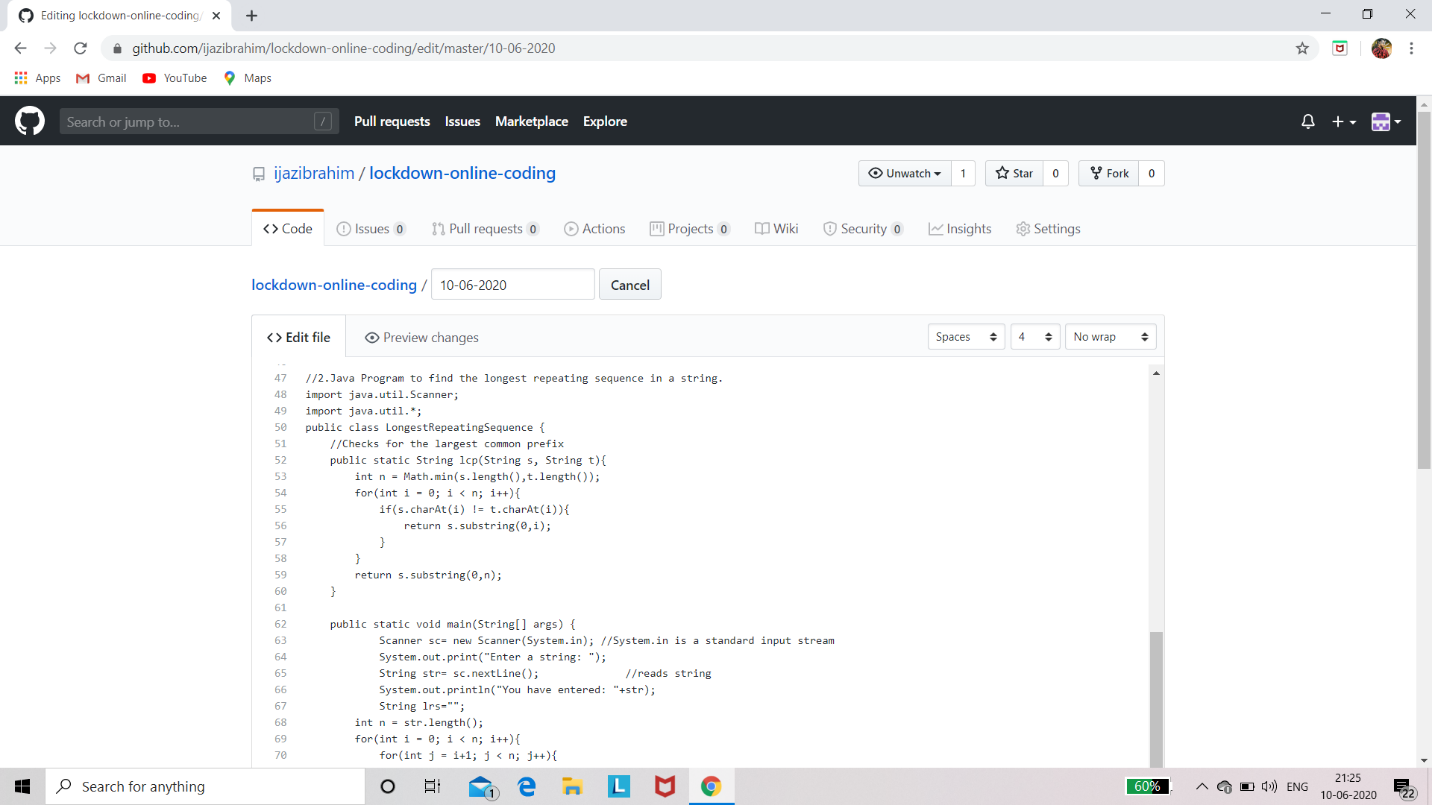 Editing lockdown-online-coding/
github.com/ijazibrahim/lockdown-online-coding/edit/master/10-06-2020
Apps Gmail YouTube Maps
Search or jump to... / Pull requests Issues Marketplace Explore
ijazibrahim / lockdown-online-coding Unwatch 1 Star 0 Fork 0
Code Issues 0 Pull requests 0 Actions Projects 0 Wiki Security 0 Insights Settings
lockdown-online-coding / 10-06-2020 Cancel
Edit file Preview changes Spaces 4 No wrap
47 //2.Java Program to find the longest repeating sequence in a string.
48 import java.util.Scanner;
49 import java.util.*;
50 public class LongestRepeatingSequence {
51 //Checks for the largest common prefix
52 public static String lcp(String s, String t){
53 int n = Math.min(s.length(),t.length());
54 for(int i = 0; i < n; i++){
55 if(s.charAt(i) != t.charAt(i)){
56 return s.substring(0,i);
57 }
58 }
59 return s.substring(0,n);
60 }
61
62 public static void main(String[] args) {
63 Scanner sc= new Scanner(System.in); //System.in is a standard input stream
64 System.out.print("Enter a string: ");
65 String str= sc.nextLine(); //reads string
66 System.out.println("You have entered: "+str);
67 String lrs="";
68 int n = str.length();
69 for(int i = 0; i < n; i++){
70 for(int j = i+1; j < n; j++){
Search for anything 1 L 60% ENG 21:25
10-06-2020 22